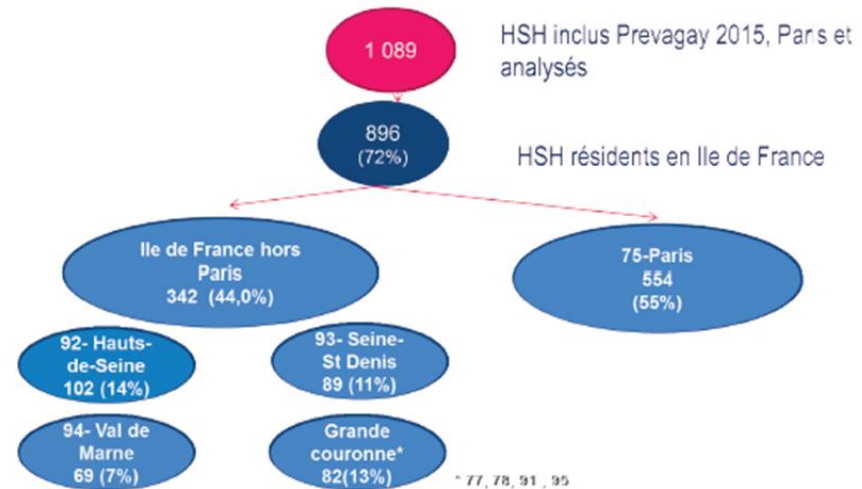 1 089
HSH inclus Prevagay 2015, Paris et
analysés
896
(72%)
HSH résidents en Ile de France
Ile de France hors
Paris
342 (44,0%)
75-Paris
554
(55%)
92- Hauts-
de-Seine
102 (14%)
93- Seine-
St Denis
89 (11%)
94- Val de
Marne
69 (7%)
Grande
couronne*
82(13%)
* 77, 78, 91 , 95